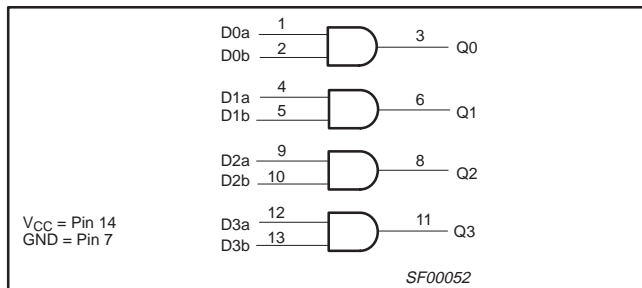 D0a 1
D0b 2
3 Q0
D1a 4
D1b 5
6 Q1
D2a 9
D2b 10
8 Q2
D3a 12
D3b 13
11 Q3
VCC = Pin 14
GND = Pin 7
SF00052